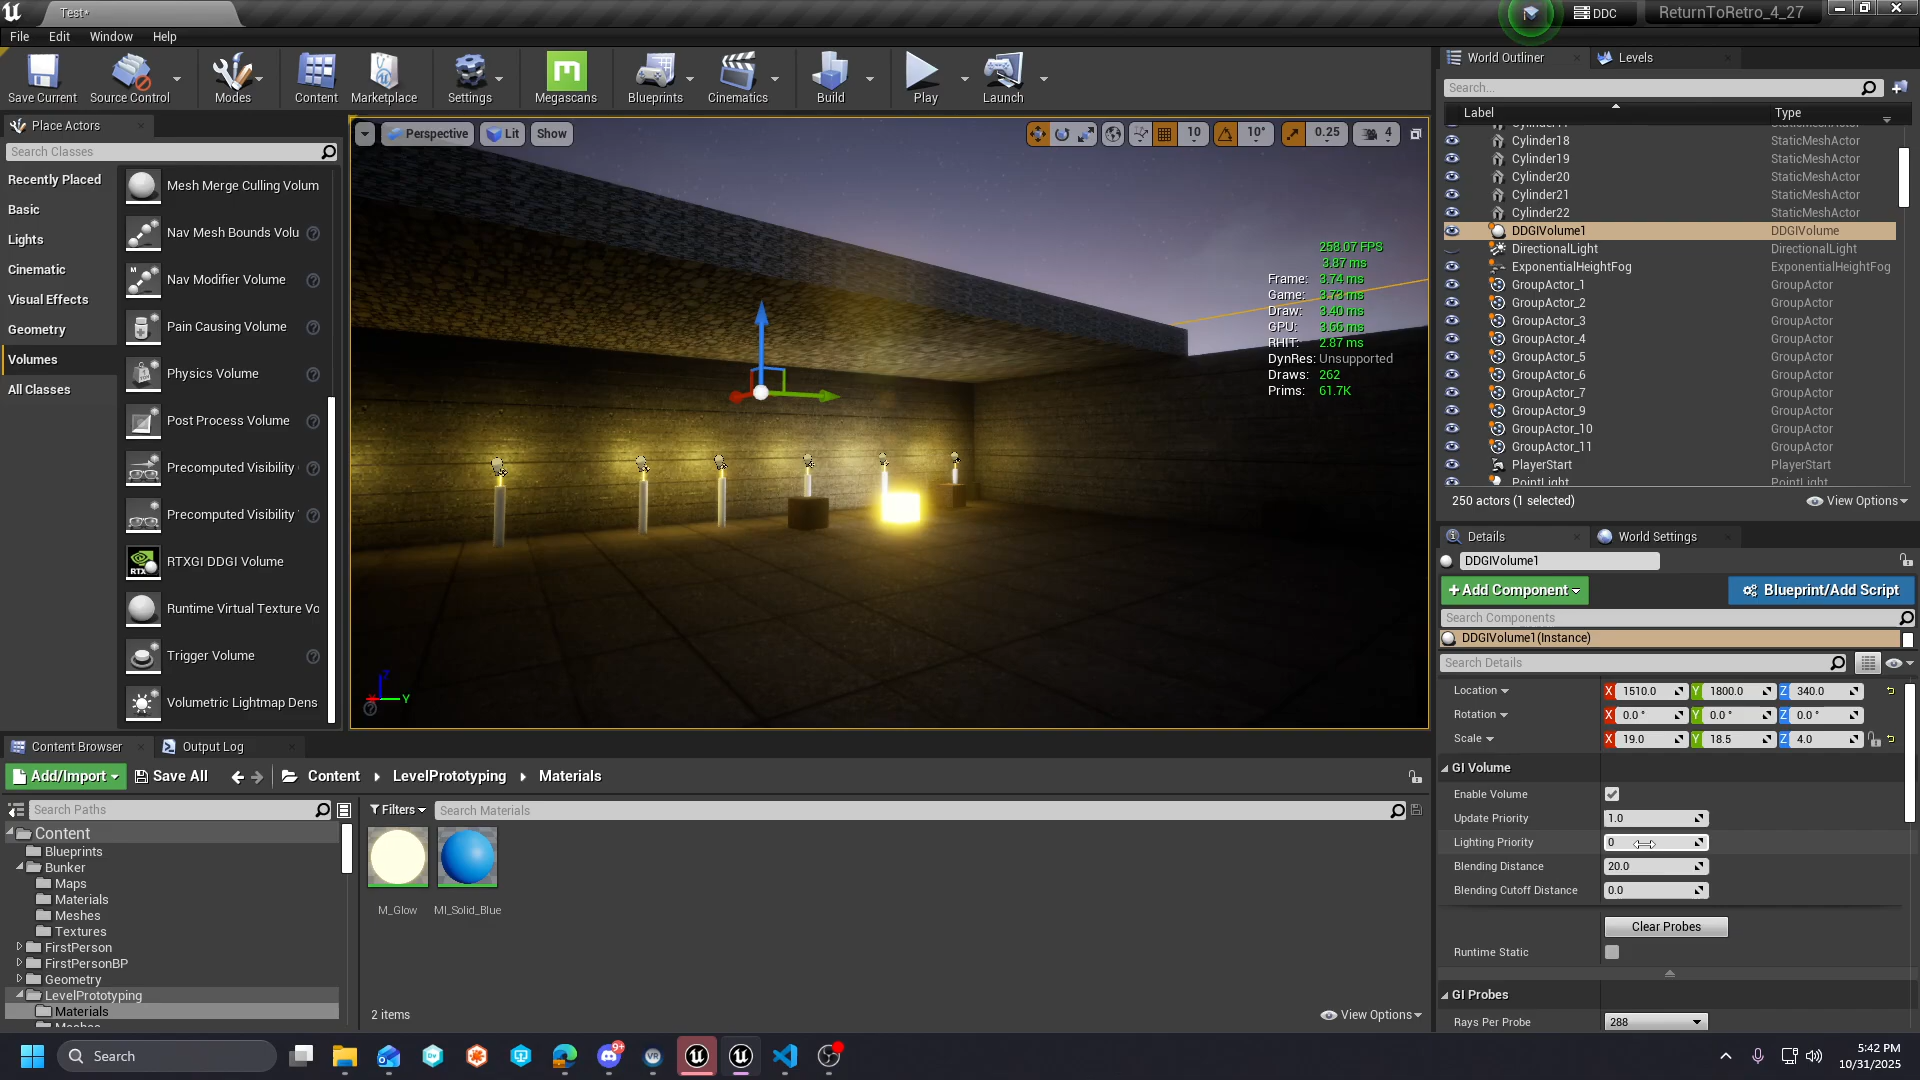 Test*
DDC
ReturnToRetro_4_27
File Edit Window Help
Save Current
Source Control
Modes
Content
Marketplace
Settings
Megascans
Blueprints
Cinematics
Build
Play
Launch
Place Actors
Search Classes
Recently Placed
Basic
Lights
Cinematic
Visual Effects
Geometry
Volumes
All Classes
Mesh Merge Culling Volum
Nav Mesh Bounds Volu
Nav Modifier Volume
Pain Causing Volume
Physics Volume
Post Process Volume
Precomputed Visibility
Precomputed Visibility
RTXGI DDGI Volume
Runtime Virtual Texture Vo
Trigger Volume
Volumetric Lightmap Dens
Perspective Lit Show
10 10° 0.25 4
258.07 FPS
3.87 ms
Frame: 3.74 ms
Game: 3.73 ms
Draw: 3.40 ms
GPU: 3.66 ms
RHIT: 2.87 ms
DynRes: Unsupported
Draws: 262
Prims: 61.7K
Z
X Y
World Outliner Levels
Search...
Label Type
Cylinder18 StaticMeshActor
Cylinder19 StaticMeshActor
Cylinder20 StaticMeshActor
Cylinder21 StaticMeshActor
Cylinder22 StaticMeshActor
DDGIVolume1 DDGIVolume
DirectionalLight DirectionalLight
ExponentialHeightFog ExponentialHeightFog
GroupActor_1 GroupActor
GroupActor_2 GroupActor
GroupActor_3 GroupActor
GroupActor_4 GroupActor
GroupActor_5 GroupActor
GroupActor_6 GroupActor
GroupActor_7 GroupActor
GroupActor_9 GroupActor
GroupActor_10 GroupActor
GroupActor_11 GroupActor
PlayerStart PlayerStart
PointLight PointLight
250 actors (1 selected) View Options
Details World Settings
DDGIVolume1
+Add Component Blueprint/Add Script
Search Components
DDGIVolume1(Instance)
Search Details
Location X 1510.0 Y 1800.0 Z 340.0
Rotation X 0.0 ° Y 0.0 ° Z 0.0 °
Scale X 19.0 Y 18.5 Z 4.0
GI Volume
Enable Volume
Update Priority 1.0
Lighting Priority 0
Blending Distance 20.0
Blending Cutoff Distance 0.0
Clear Probes
Runtime Static
GI Probes
Rays Per Probe 288
Content Browser Output Log
Add/Import Save All Content LevelPrototyping Materials
Search Paths
Filters Search Materials
Content
Blueprints
Bunker
Maps
Materials
Meshes
Textures
FirstPerson
FirstPersonBP
Geometry
LevelPrototyping
Materials
Meshes
M_Glow
MI_Solid_Blue
2 items View Options
Search
9+
5:42 PM
10/31/2025